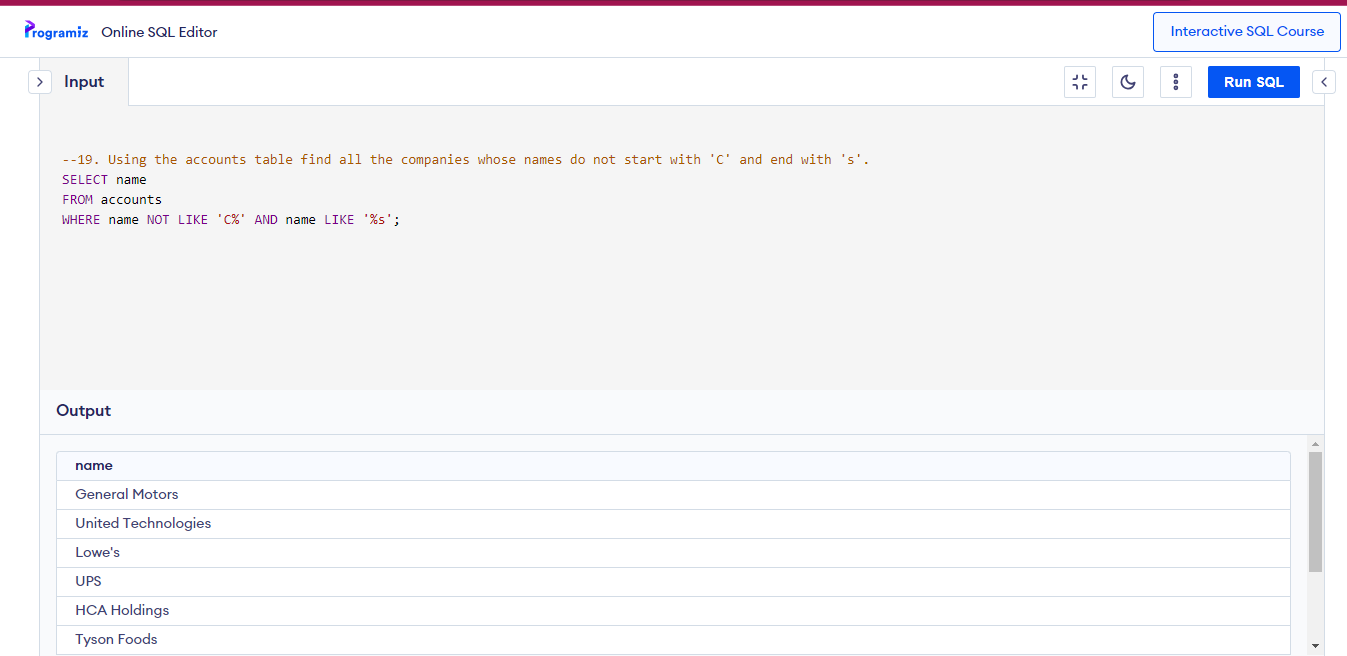 Programiz Online SQL Editor
Interactive SQL Course
Input
Run SQL
--19. Using the accounts table find all the companies whose names do not start with 'C' and end with 's'.
SELECT name
FROM accounts
WHERE name NOT LIKE 'C%' AND name LIKE '%s';
Output
name
General Motors
United Technologies
Lowe's
UPS
HCA Holdings
Tyson Foods